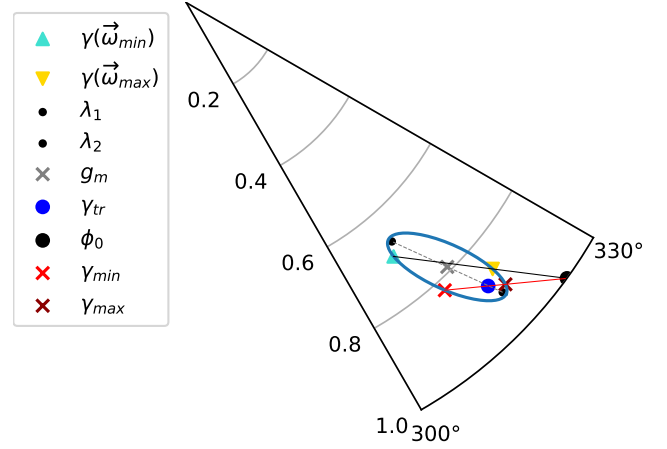 γ(ω⃗min)
γ(ω⃗max)
λ1
λ2
gm
γtr
ϕ0
γmin
γmax
0.2
0.4
0.6
0.8
1.0
300°
330°